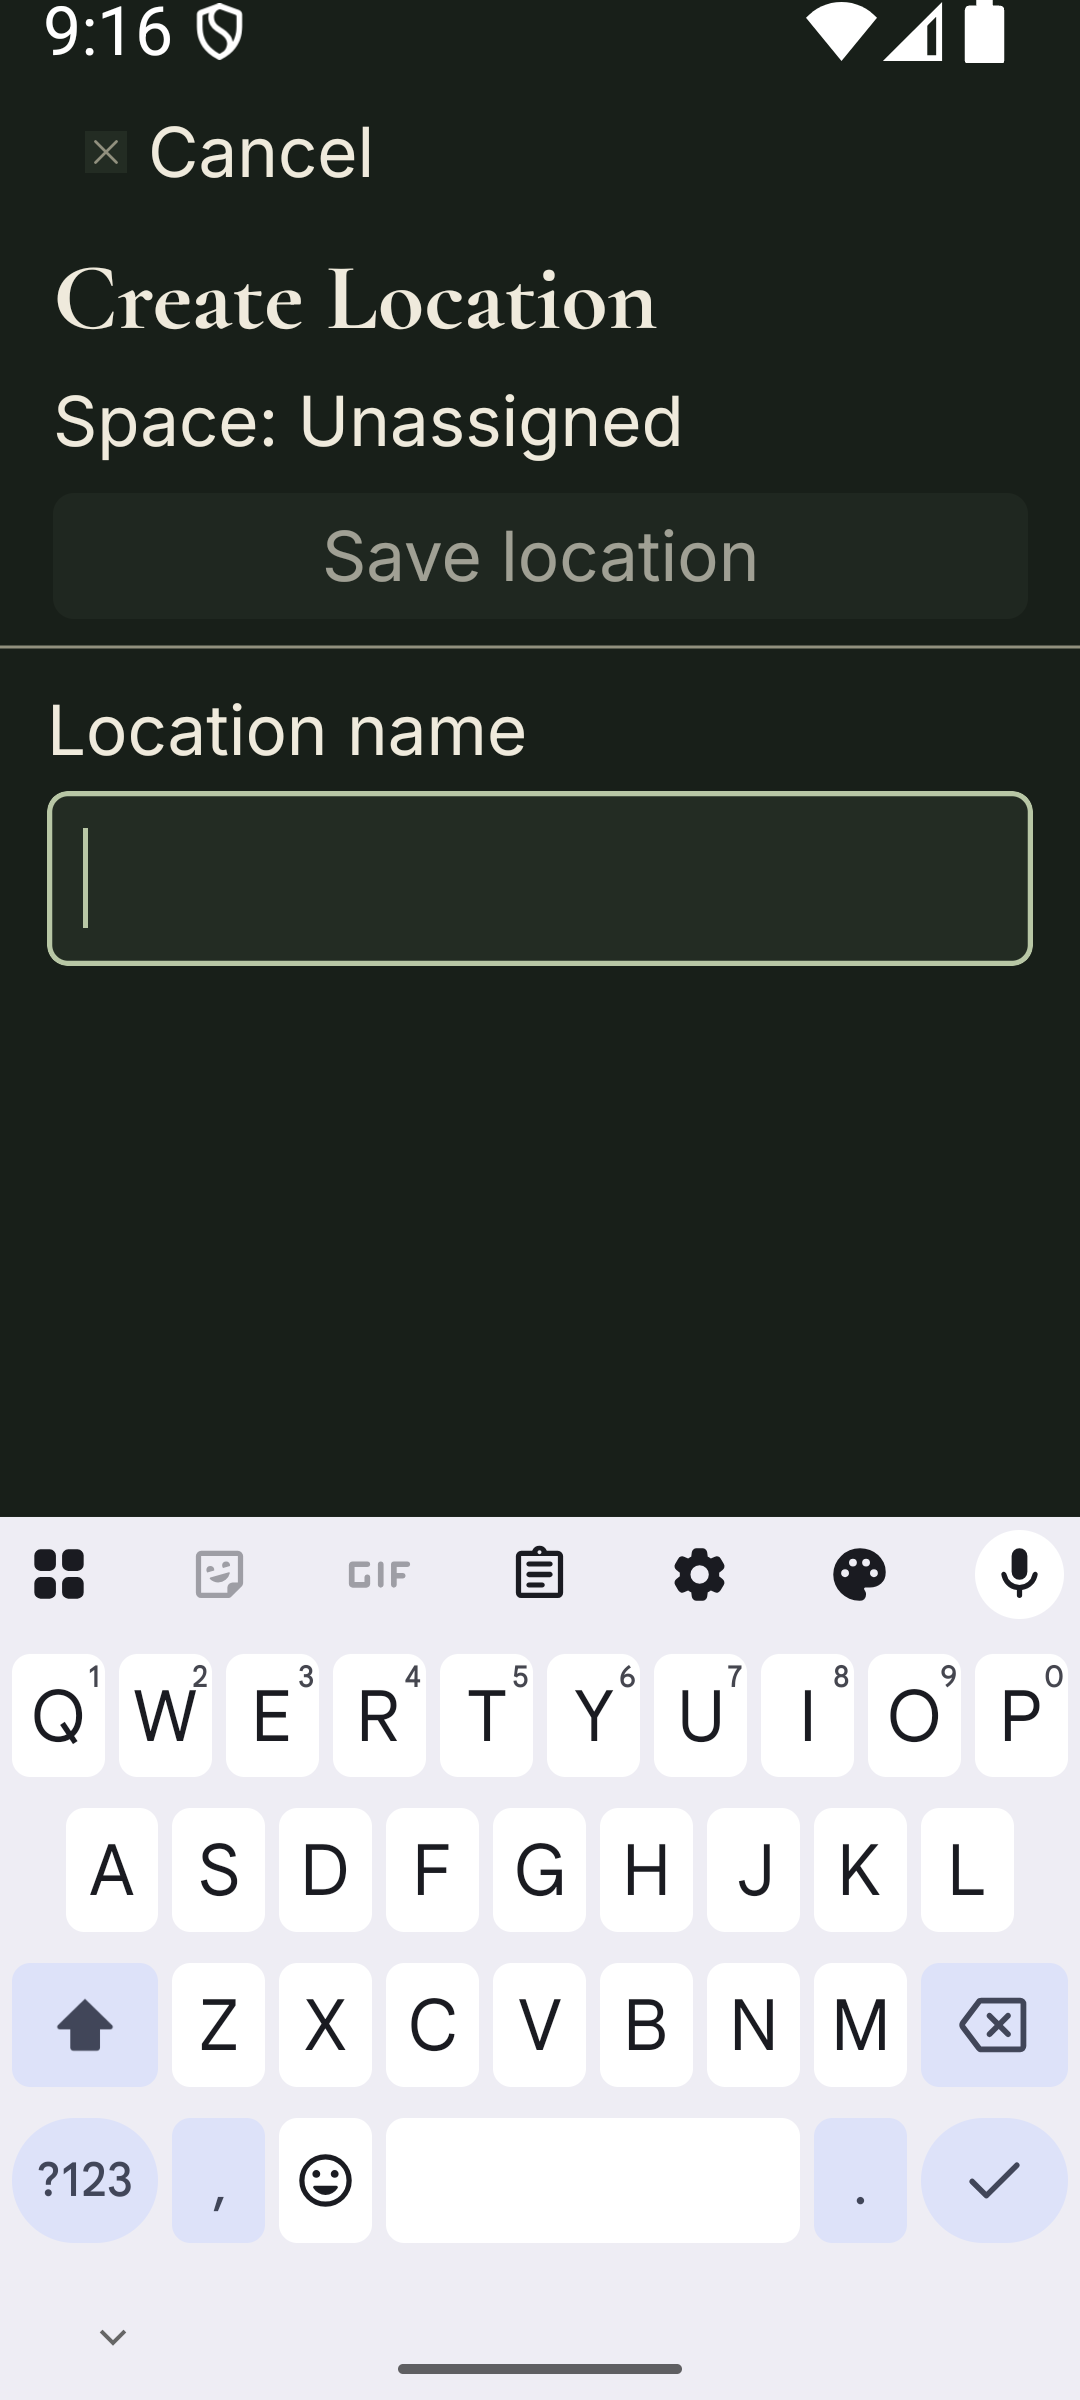 9:16
Cancel
Create Location
Space: Unassigned
Save location
Location name
GIF
Q1 W2 E3 R4 T5 Y6 U7 I8 O9 P0
A S D F G H J K L
Z X C V B N M
?123 , .